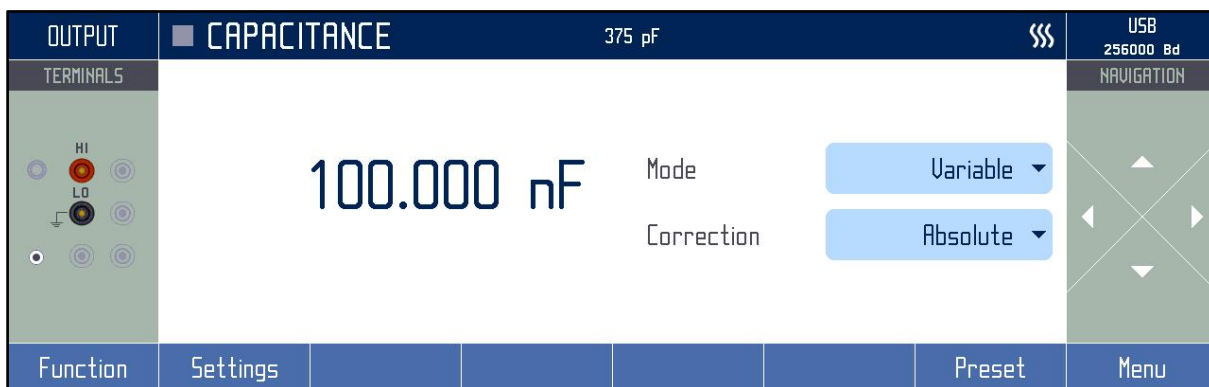 OUTPUT
CAPACITANCE
375 pF
USB
256000 Bd
TERMINALS
NAVIGATION
HI
LO
100.000 nF
Mode
Variable
Correction
Absolute
Function
Settings
Preset
Menu